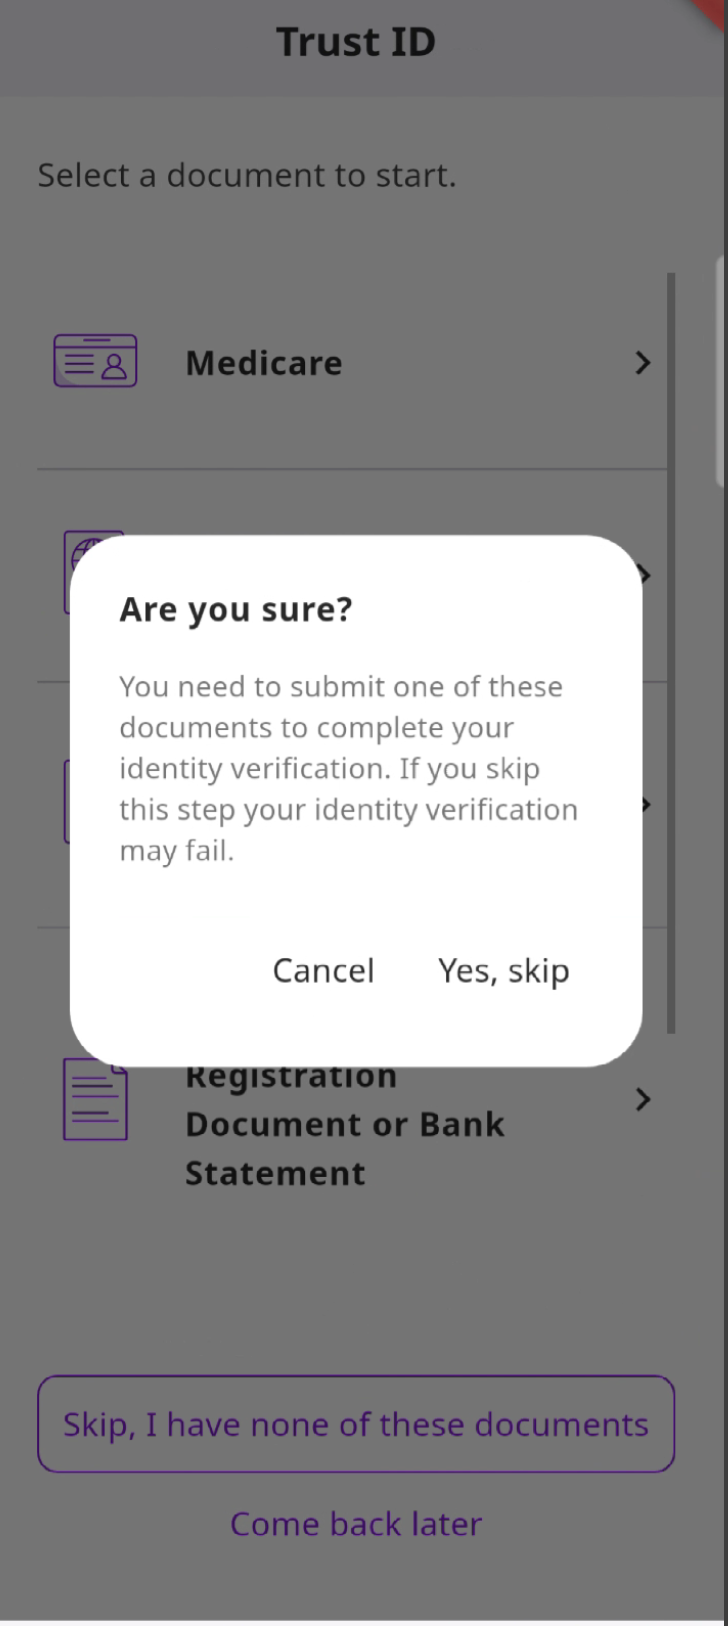 Trust ID
Select a document to start.
Medicare
Are you sure?
You need to submit one of these
documents to complete your
identity verification. If you skip
this step your identity verification
may fail.
Cancel
Yes, skip
Registration
Document or Bank
Statement
Skip, I have none of these documents
Come back later